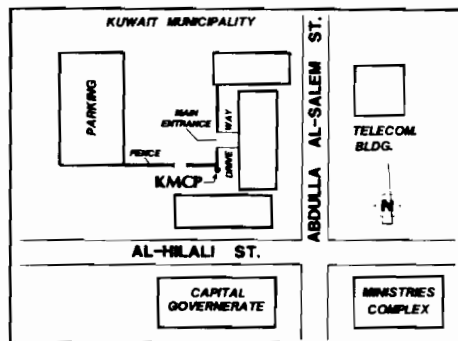 KUWAIT MUNICIPALITY
PARKING
MAIN
ENTRANCE
DRIVE WAY
FENCE
KMCP
ABDULLA AL-SALEM ST.
TELECOM.
BLDG.
N
AL-HILALI ST.
CAPITAL
GOVERNERATE
MINISTRIES
COMPLEX